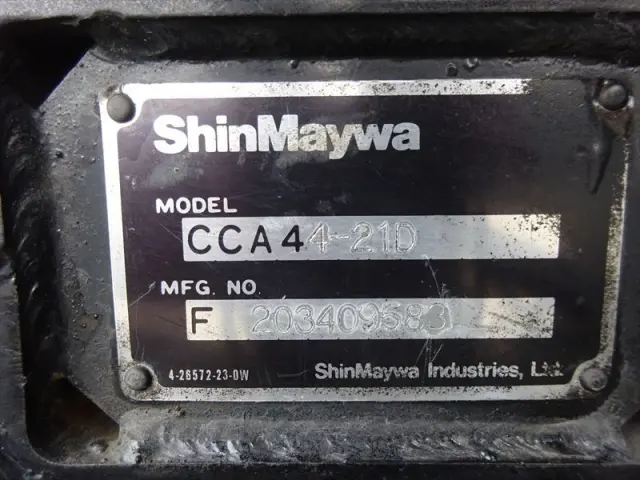 ShinMaywa
MODEL
CCA44-21D
MFG. NO
F 203409583
4-26572-23-0W
ShinMaywa Industries, Ltd.